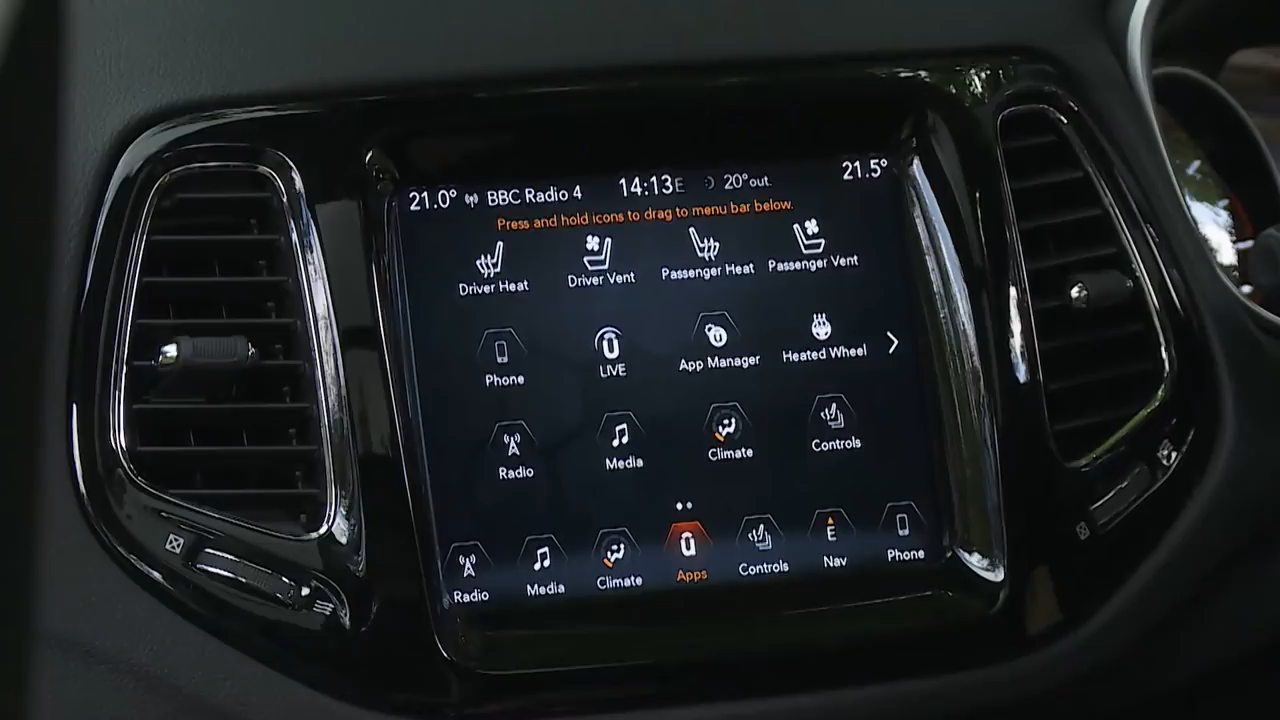 21.0° BBC Radio 4 14:13E 20°out. 21.5°
Press and hold icons to drag to menu bar below.
Driver Heat Driver Vent Passenger Heat Passenger Vent
Phone LIVE App Manager Heated Wheel
Radio Media Climate Controls
E
Radio Media Climate Apps Controls Nav Phone